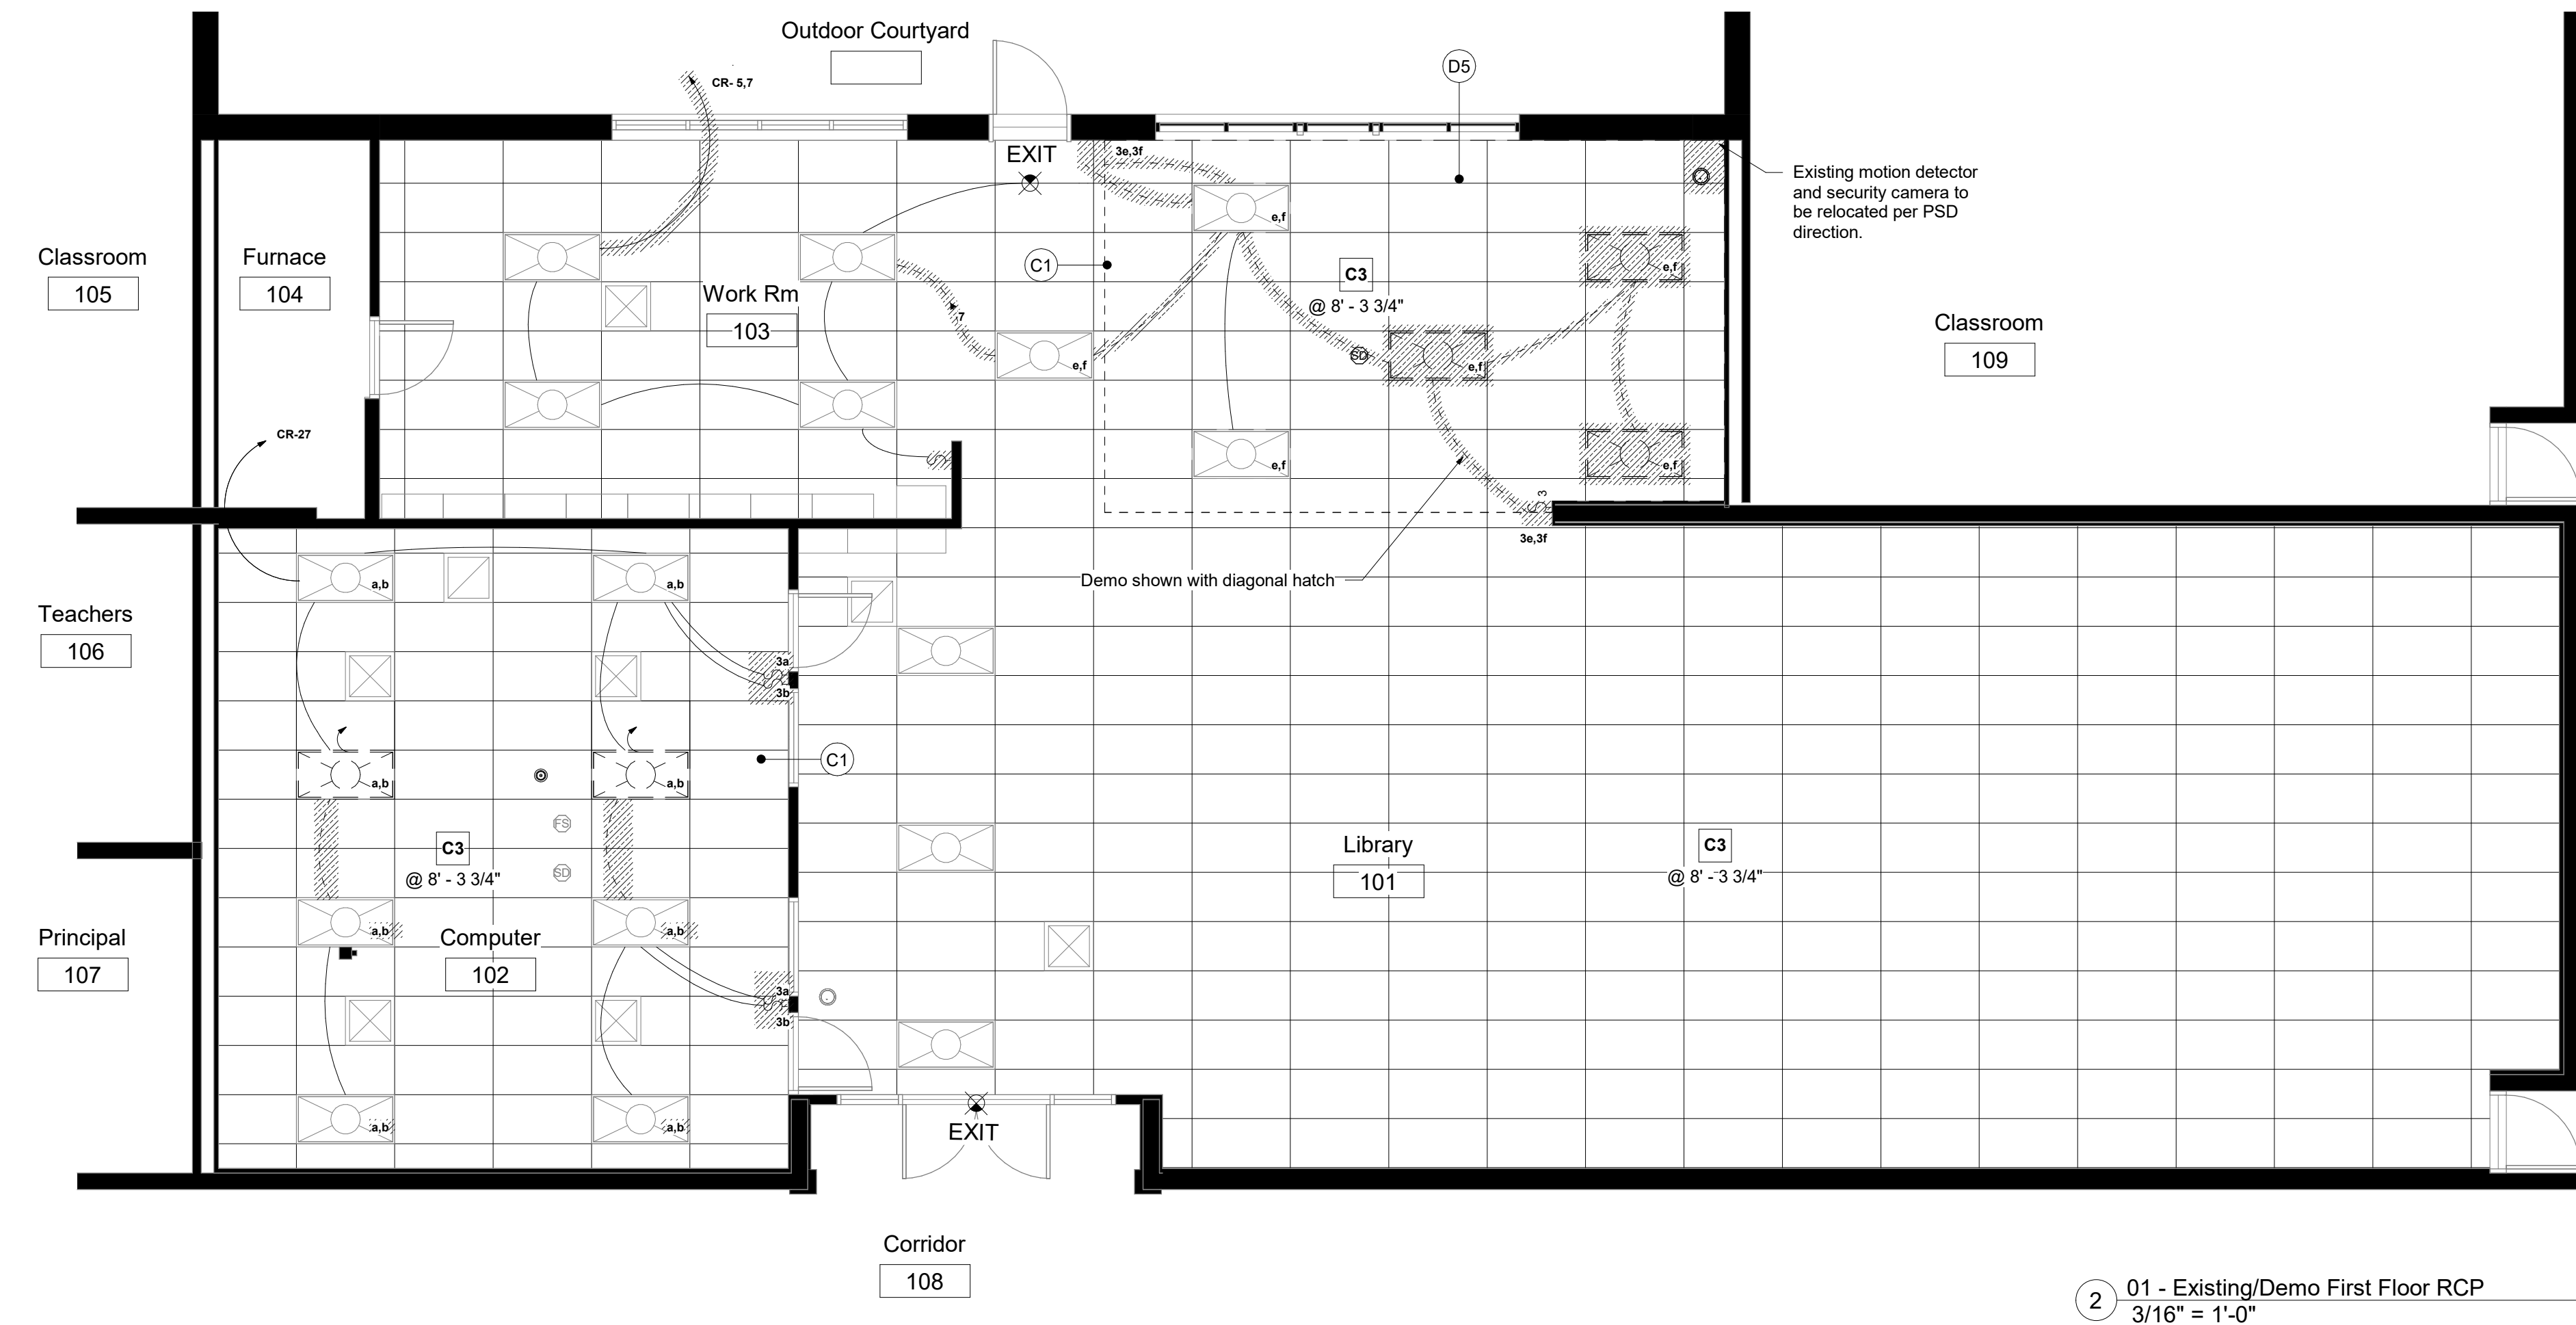 Outdoor Courtyard
D5
CR- 5,7
EXIT
3e,3f
Existing motion detector
and security camera to
be relocated per PSD
direction.
e,f
Classroom
105
Furnace
104
C1
C3
@ 8' - 3 3/4"
e,f
Work Rm
103
7
Classroom
109
SD
e,f
e,f
CR-27
e,f
e,f
S
S 3
3e,3f
Demo shown with diagonal hatch
a,b
a,b
Teachers
106
3a
S
3b
C1
a,b
a,b
FS
C3
@ 8' - 3 3/4"
SD
Library
101
C3
@ 8' - 3 3/4"
Principal
107
a,b
Computer
102
a,b
3a
S
3b
a,b
a,b
EXIT
Corridor
108
2
01 - Existing/Demo First Floor RCP
3/16" = 1'-0"